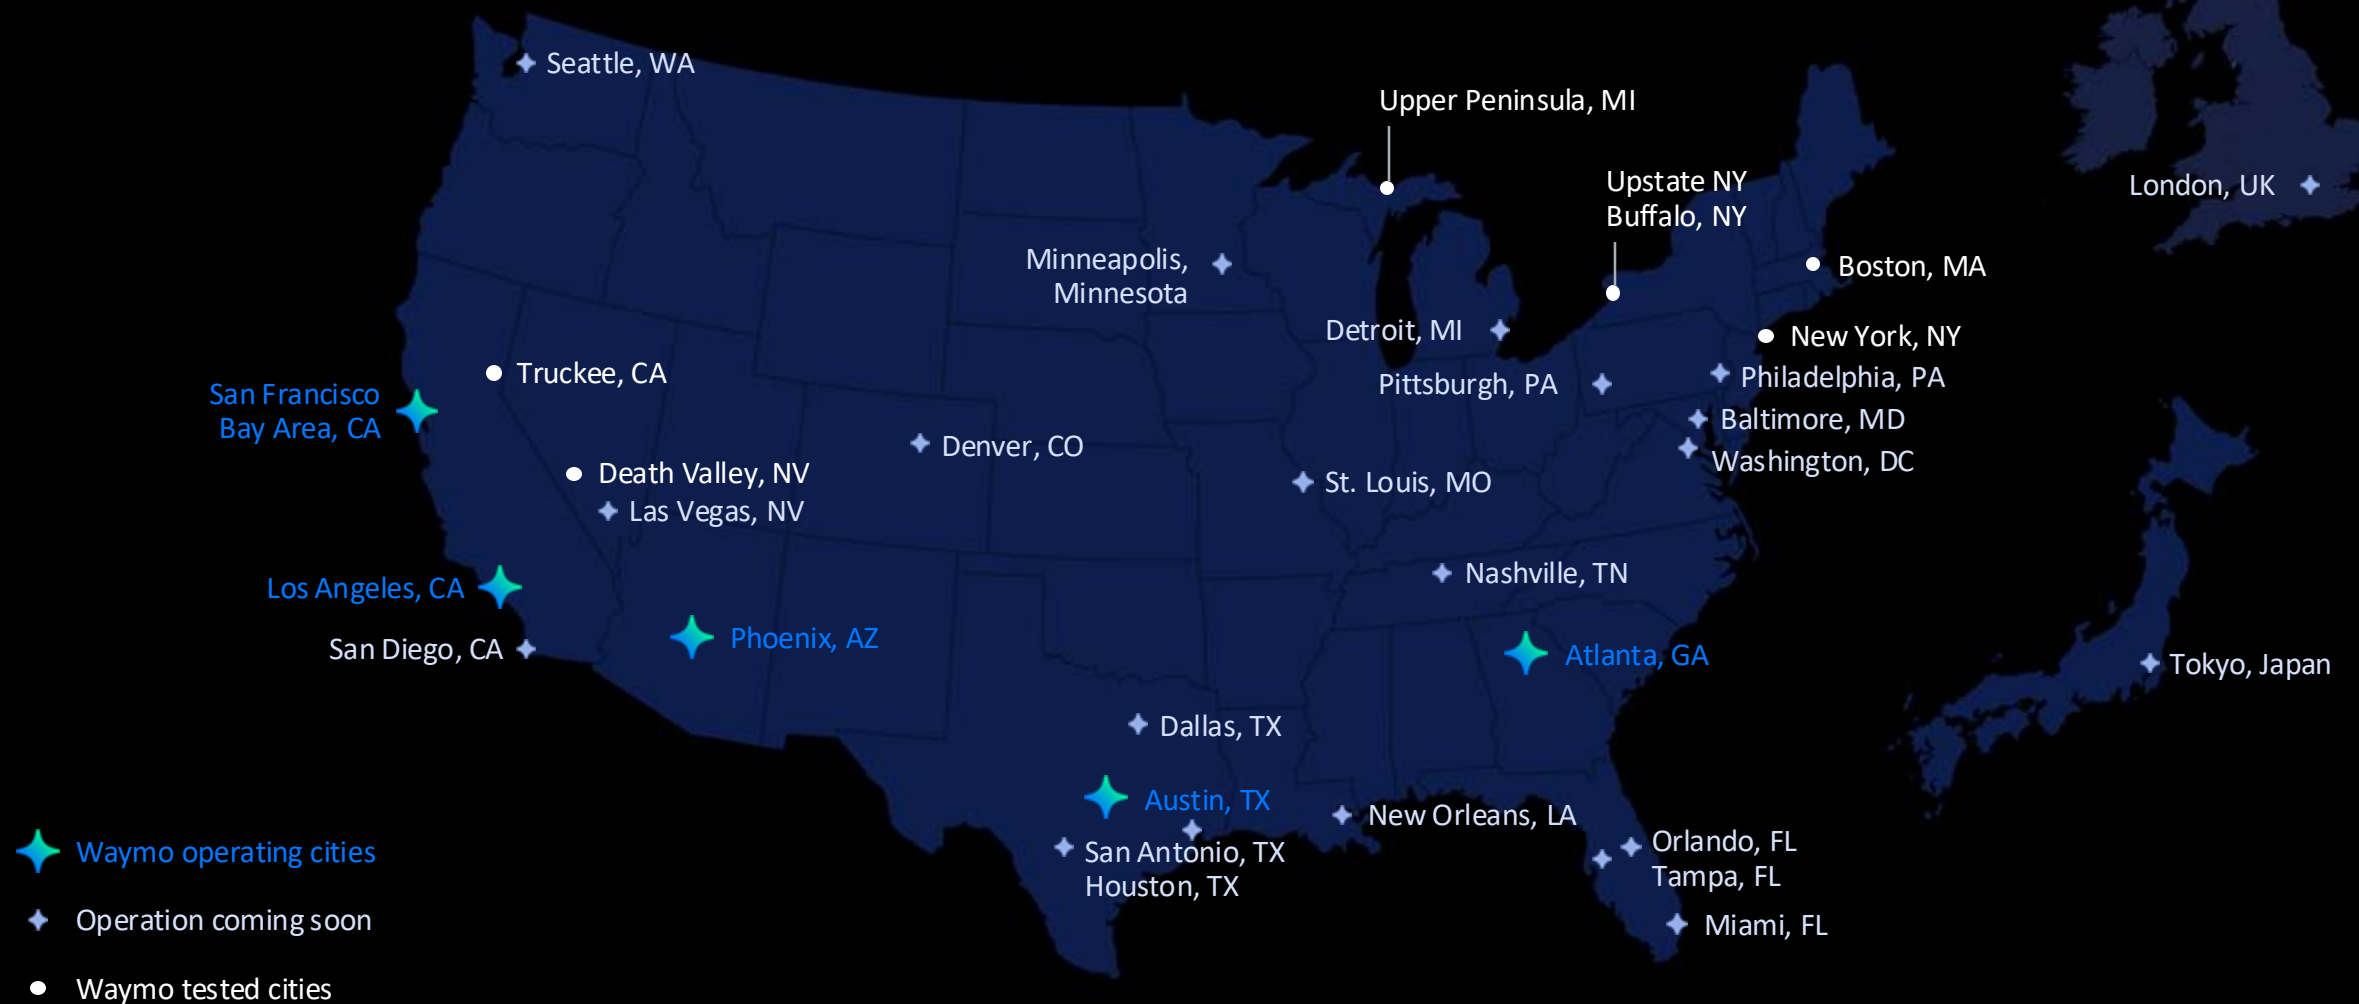 Seattle, WA
Upper Peninsula, MI
Upstate NY
Buffalo, NY
London, UK
Minneapolis,
Minnesota
Boston, MA
Detroit, MI
New York, NY
Truckee, CA
Pittsburgh, PA
Philadelphia, PA
San Francisco
Bay Area, CA
Baltimore, MD
Denver, CO
Washington, DC
Death Valley, NV
St. Louis, MO
Las Vegas, NV
Nashville, TN
Los Angeles, CA
Phoenix, AZ
San Diego, CA
Atlanta, GA
Tokyo, Japan
Dallas, TX
Austin, TX
New Orleans, LA
San Antonio, TX
Houston, TX
Orlando, FL
Tampa, FL
Miami, FL
Waymo operating cities
Operation coming soon
Waymo tested cities